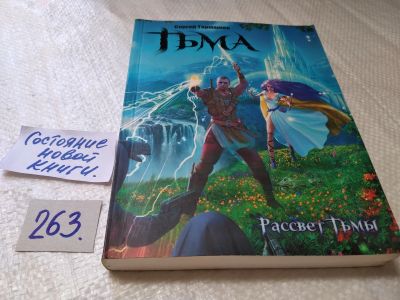 Сергей Тармашев
ТЬМА
Рассвет Тьмы
Состояние
новой
книги.
263.